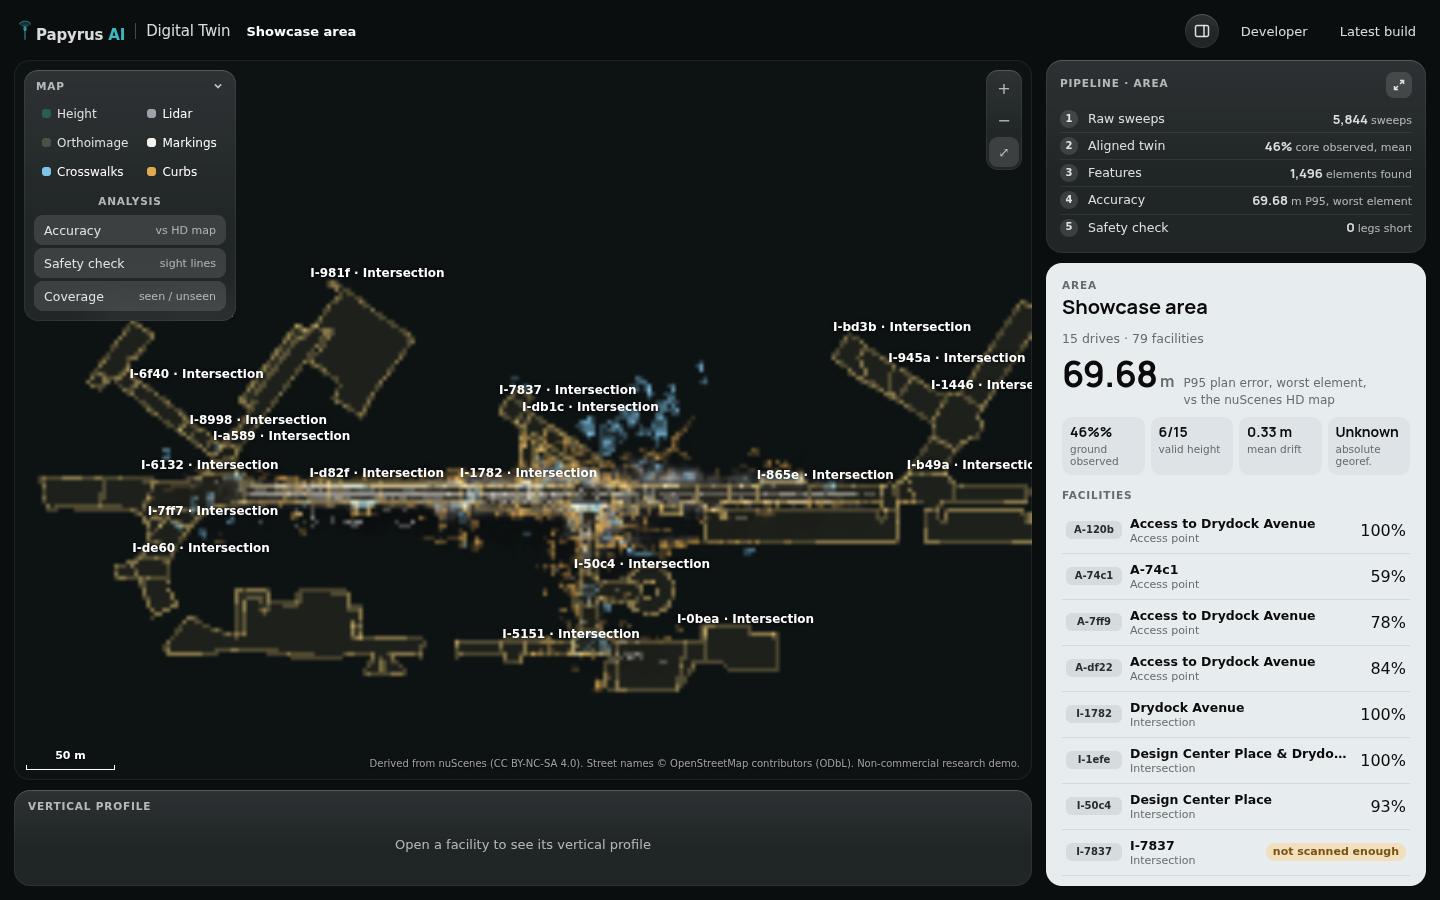 Papyrus AI
Digital Twin
Showcase area
Developer
Latest build
MAP
Height
Lidar
Orthoimage
Markings
Crosswalks
Curbs
ANALYSIS
Accuracy
vs HD map
Safety check
sight lines
Coverage
seen / unseen
+
−
I-981f · Intersection
I-bd3b · Intersection
I-945a · Intersection
I-6f40 · Intersection
I-1446 · Interse
I-7837 · Intersection
I-db1c · Intersection
I-8998 · Intersection
I-a589 · Intersection
I-6132 · Intersection
I-d82f · Intersection
I-1782 · Intersection
I-865e · Intersection
I-b49a · Intersectic
I-7ff7 · Intersection
I-de60 · Intersection
I-50c4 · Intersection
I-0bea · Intersection
I-5151 · Intersection
50 m
Derived from nuScenes (CC BY-NC-SA 4.0). Street names © OpenStreetMap contributors (ODbL). Non-commercial research demo.
VERTICAL PROFILE
Open a facility to see its vertical profile
PIPELINE · AREA
1 Raw sweeps 5,844 sweeps
2 Aligned twin 46% core observed, mean
3 Features 1,496 elements found
4 Accuracy 69.68 m P95, worst element
5 Safety check 0 legs short
AREA
Showcase area
15 drives · 79 facilities
69.68 m P95 plan error, worst element,
vs the nuScenes HD map
46%%
ground
observed
6/15
valid height
0.33 m
mean drift
Unknown
absolute
georef.
FACILITIES
A-120b Access to Drydock Avenue 100%
Access point
A-74c1 A-74c1 59%
Access point
A-7ff9 Access to Drydock Avenue 78%
Access point
A-df22 Access to Drydock Avenue 84%
Access point
I-1782 Drydock Avenue 100%
Intersection
I-1efe Design Center Place & Drydo… 100%
Intersection
I-50c4 Design Center Place 93%
Intersection
I-7837 I-7837 not scanned enough
Intersection